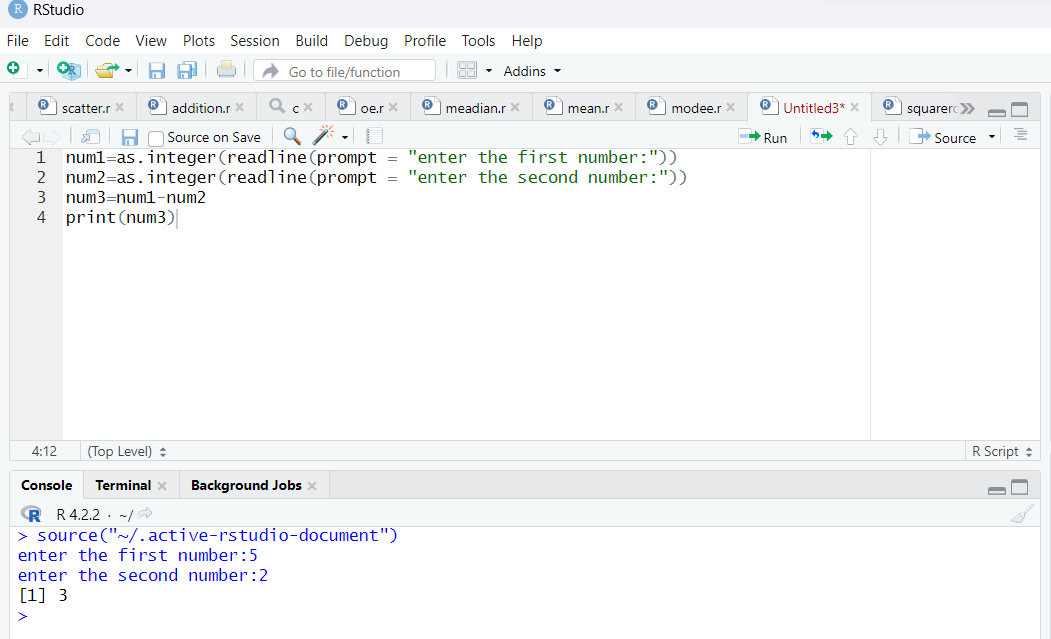 R RStudio
File Edit Code View Plots Session Build Debug Profile Tools Help
Go to file/function Addins
scatter.r addition.r c oe.r meadian.r mean.r modee.r Untitled3* squarerc
Source on Save Run Source
1 num1=as.integer(readline(prompt = "enter the first number:"))
2 num2=as.integer(readline(prompt = "enter the second number:"))
3 num3=num1-num2
4 print(num3)
4:12 (Top Level) R Script
Console Terminal Background Jobs
R R 4.2.2 · ~/
> source("~/.active-rstudio-document")
enter the first number:5
enter the second number:2
[1] 3
>